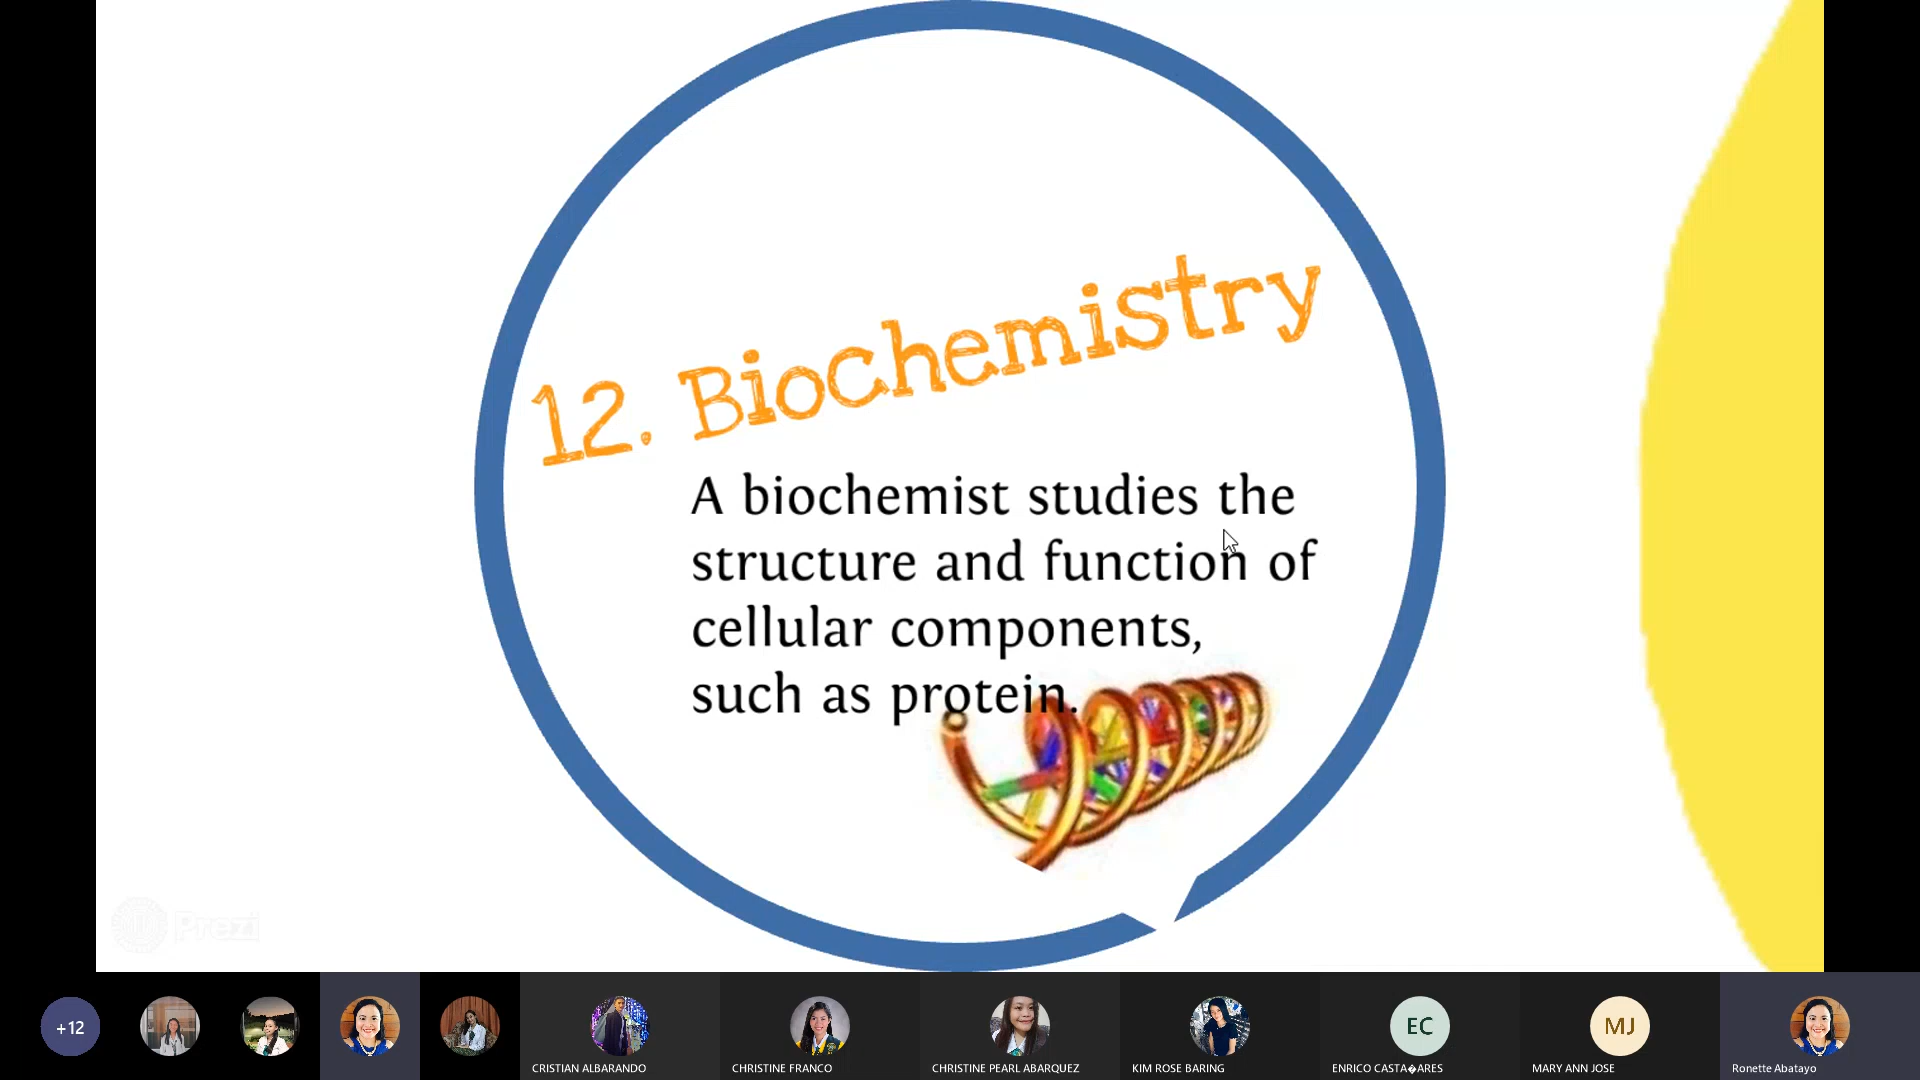 12. Biochemistry
A biochemist studies the
structure and function of
cellular components,
such as protein.
Prezi
+12
CRISTIAN ALBARANDO
CHRISTINE FRANCO
CHRISTINE PEARL ABARQUEZ
KIM ROSE BARING
EC
ENRICO CASTA�ARES
MJ
MARY ANN JOSE
Ronette Abatayo